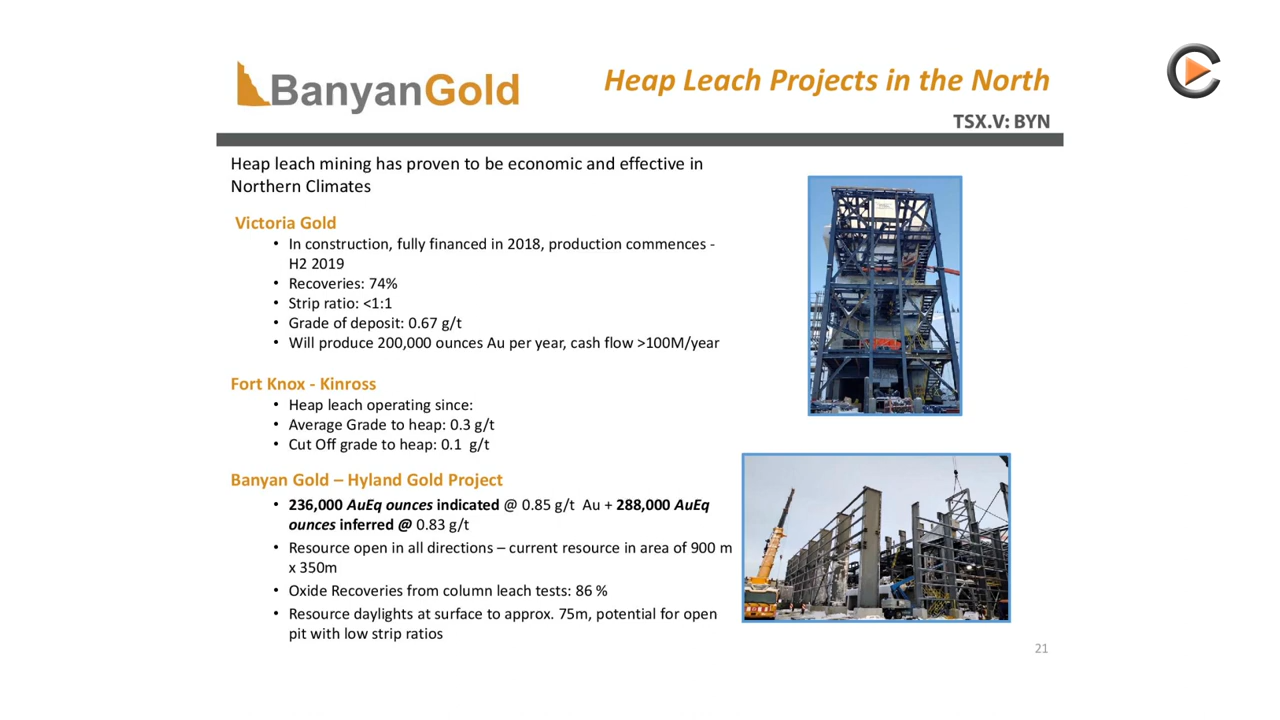 BanyanGold
Heap Leach Projects in the North
TSX.V: BYN
Heap leach mining has proven to be economic and effective in
Northern Climates
Victoria Gold
• In construction, fully financed in 2018, production commences -
H2 2019
• Recoveries: 74%
• Strip ratio: <1:1
• Grade of deposit: 0.67 g/t
• Will produce 200,000 ounces Au per year, cash flow >100M/year
Fort Knox - Kinross
• Heap leach operating since:
• Average Grade to heap: 0.3 g/t
• Cut Off grade to heap: 0.1 g/t
Banyan Gold – Hyland Gold Project
• 236,000 AuEq ounces indicated @ 0.85 g/t Au + 288,000 AuEq
ounces inferred @ 0.83 g/t
• Resource open in all directions – current resource in area of 900 m
x 350m
• Oxide Recoveries from column leach tests: 86 %
• Resource daylights at surface to approx. 75m, potential for open
pit with low strip ratios
21